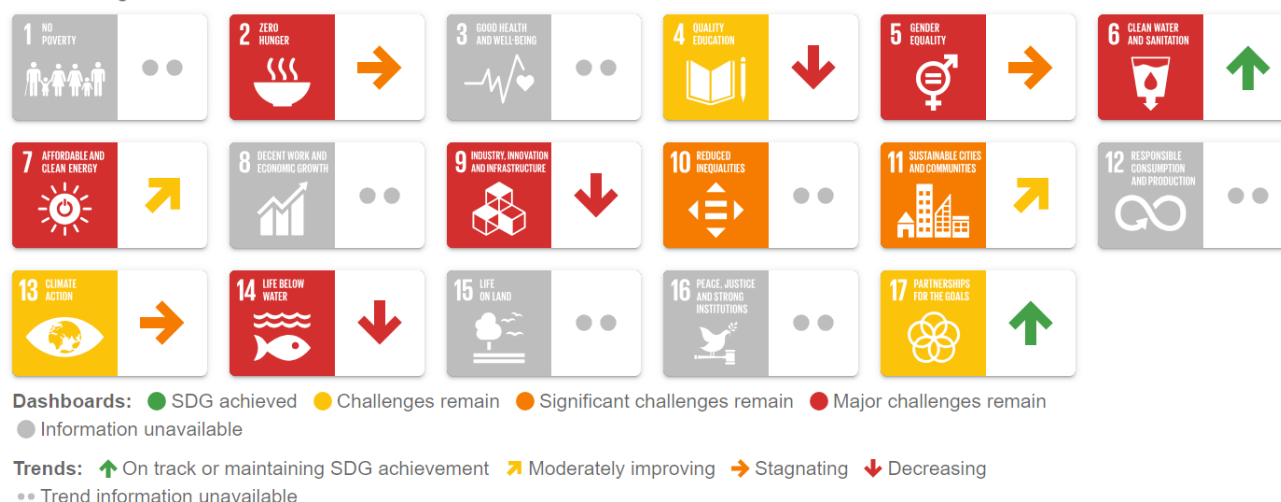 1 NO
POVERTY
2 ZERO
HUNGER
3 GOOD HEALTH
AND WELL-BEING
4 QUALITY
EDUCATION
5 GENDER
EQUALITY
6 CLEAN WATER
AND SANITATION
7 AFFORDABLE AND
CLEAN ENERGY
8 DECENT WORK AND
ECONOMIC GROWTH
9 INDUSTRY, INNOVATION
AND INFRASTRUCTURE
10 REDUCED
INEQUALITIES
11 SUSTAINABLE CITIES
AND COMMUNITIES
12 RESPONSIBLE
CONSUMPTION
AND PRODUCTION
13 CLIMATE
ACTION
14 LIFE BELOW
WATER
15 LIFE
ON LAND
16 PEACE, JUSTICE
AND STRONG
INSTITUTIONS
17 PARTNERSHIPS
FOR THE GOALS
Dashboards: SDG achieved Challenges remain Significant challenges remain Major challenges remain
Information unavailable
Trends: On track or maintaining SDG achievement Moderately improving Stagnating Decreasing
Trend information unavailable